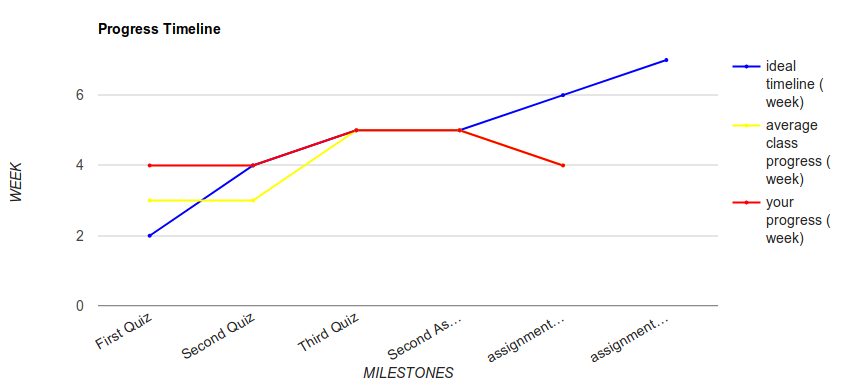 Progress Timeline
6
4
2
0
WEEK
First Quiz
Second Quiz
Third Quiz
Second As...
assignment...
assignment...
MILESTONES
ideal
timeline (
week)
average
class
progress (
week)
your
progress (
week)